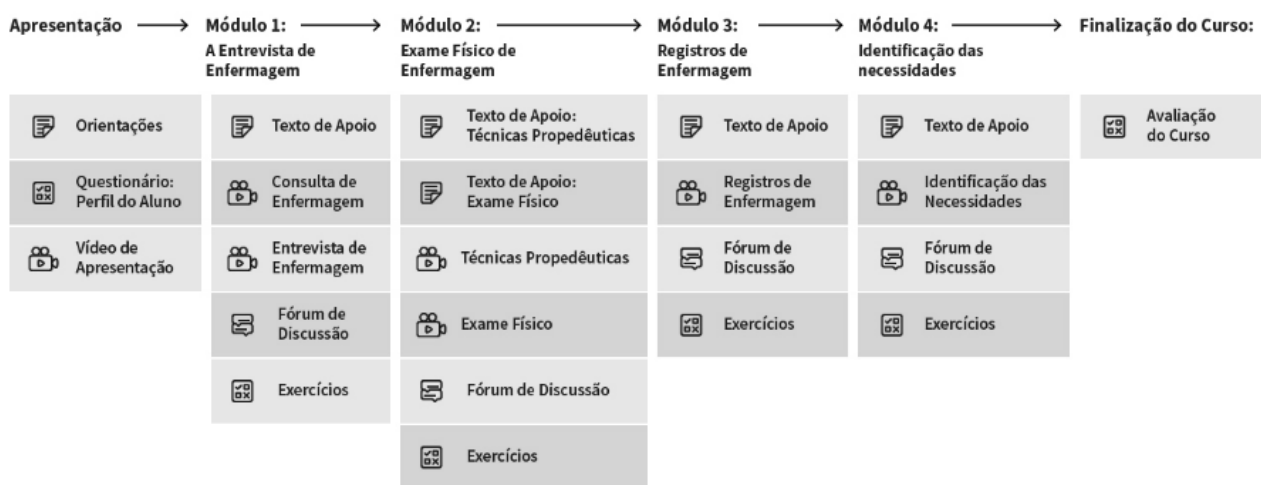 Apresentação
Orientações
Questionário:
Perfil do Aluno
Vídeo de
Apresentação
Módulo 1:
A Entrevista de
Enfermagem
Texto de Apoio
Consulta de
Enfermagem
Entrevista de
Enfermagem
Fórum de
Discussão
Exercícios
Módulo 2:
Exame Físico de
Enfermagem
Texto de Apoio:
Técnicas Propedêuticas
Texto de Apoio:
Exame Físico
Técnicas Propedêuticas
Exame Físico
Fórum de Discussão
Exercícios
Módulo 3:
Registros de
Enfermagem
Texto de Apoio
Registros de
Enfermagem
Fórum de
Discussão
Exercícios
Módulo 4:
Identificação das
necessidades
Texto de Apoio
Identificação das
Necessidades
Fórum de
Discussão
Exercícios
Finalização do Curso:
Avaliação
do Curso